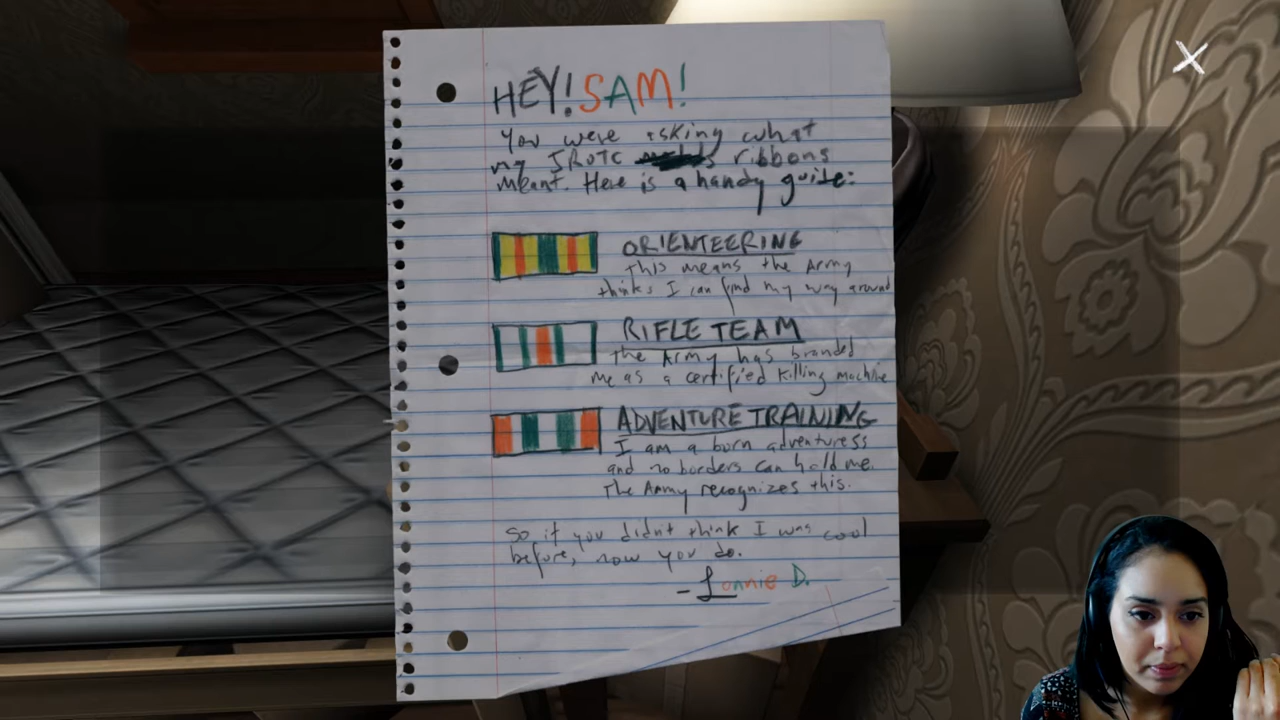 HEY! SAM!
You were asking what
my JROTC ribbons
meant. Here is a handy guide:
ORIENTEERING
This means the Army
thinks I can find my way around
RIFLE TEAM
The Army has branded
me as a certified killing machine
ADVENTURE TRAINING
I am a born adventuress
and no borders can hold me.
The Army recognizes this.
So if you didn't think I was cool
before, now you do.
- Lonnie D.